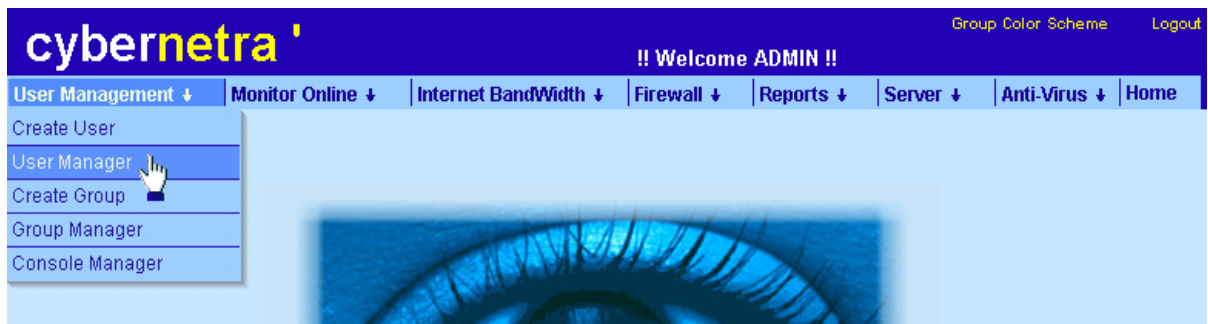 Group Color Scheme Logout
cybernetra '
!! Welcome ADMIN !!
User Management ↓ Monitor Online ↓ Internet BandWidth ↓ Firewall ↓ Reports ↓ Server ↓ Anti-Virus ↓ Home
Create User
User Manager
Create Group
Group Manager
Console Manager